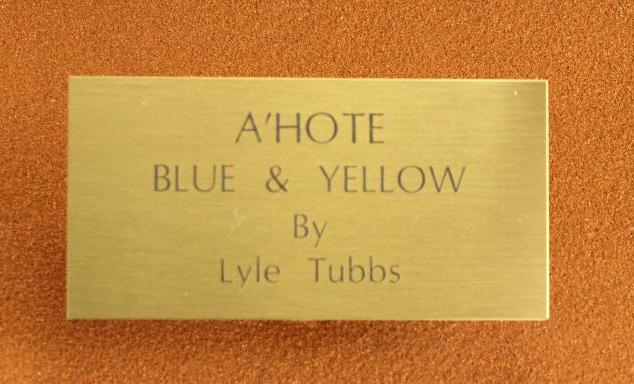 A'HOTE
BLUE & YELLOW
By
Lyle Tubbs